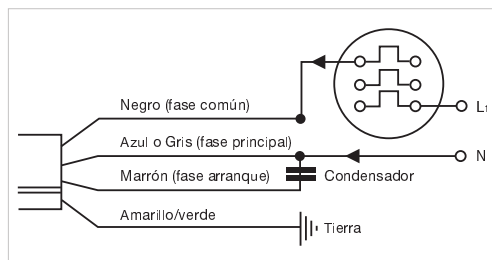 Negro (fase común)
L1
Azul o Gris (fase principal)
N
Marrón (fase arranque)
Condensador
Amarillo/verde
Tierra